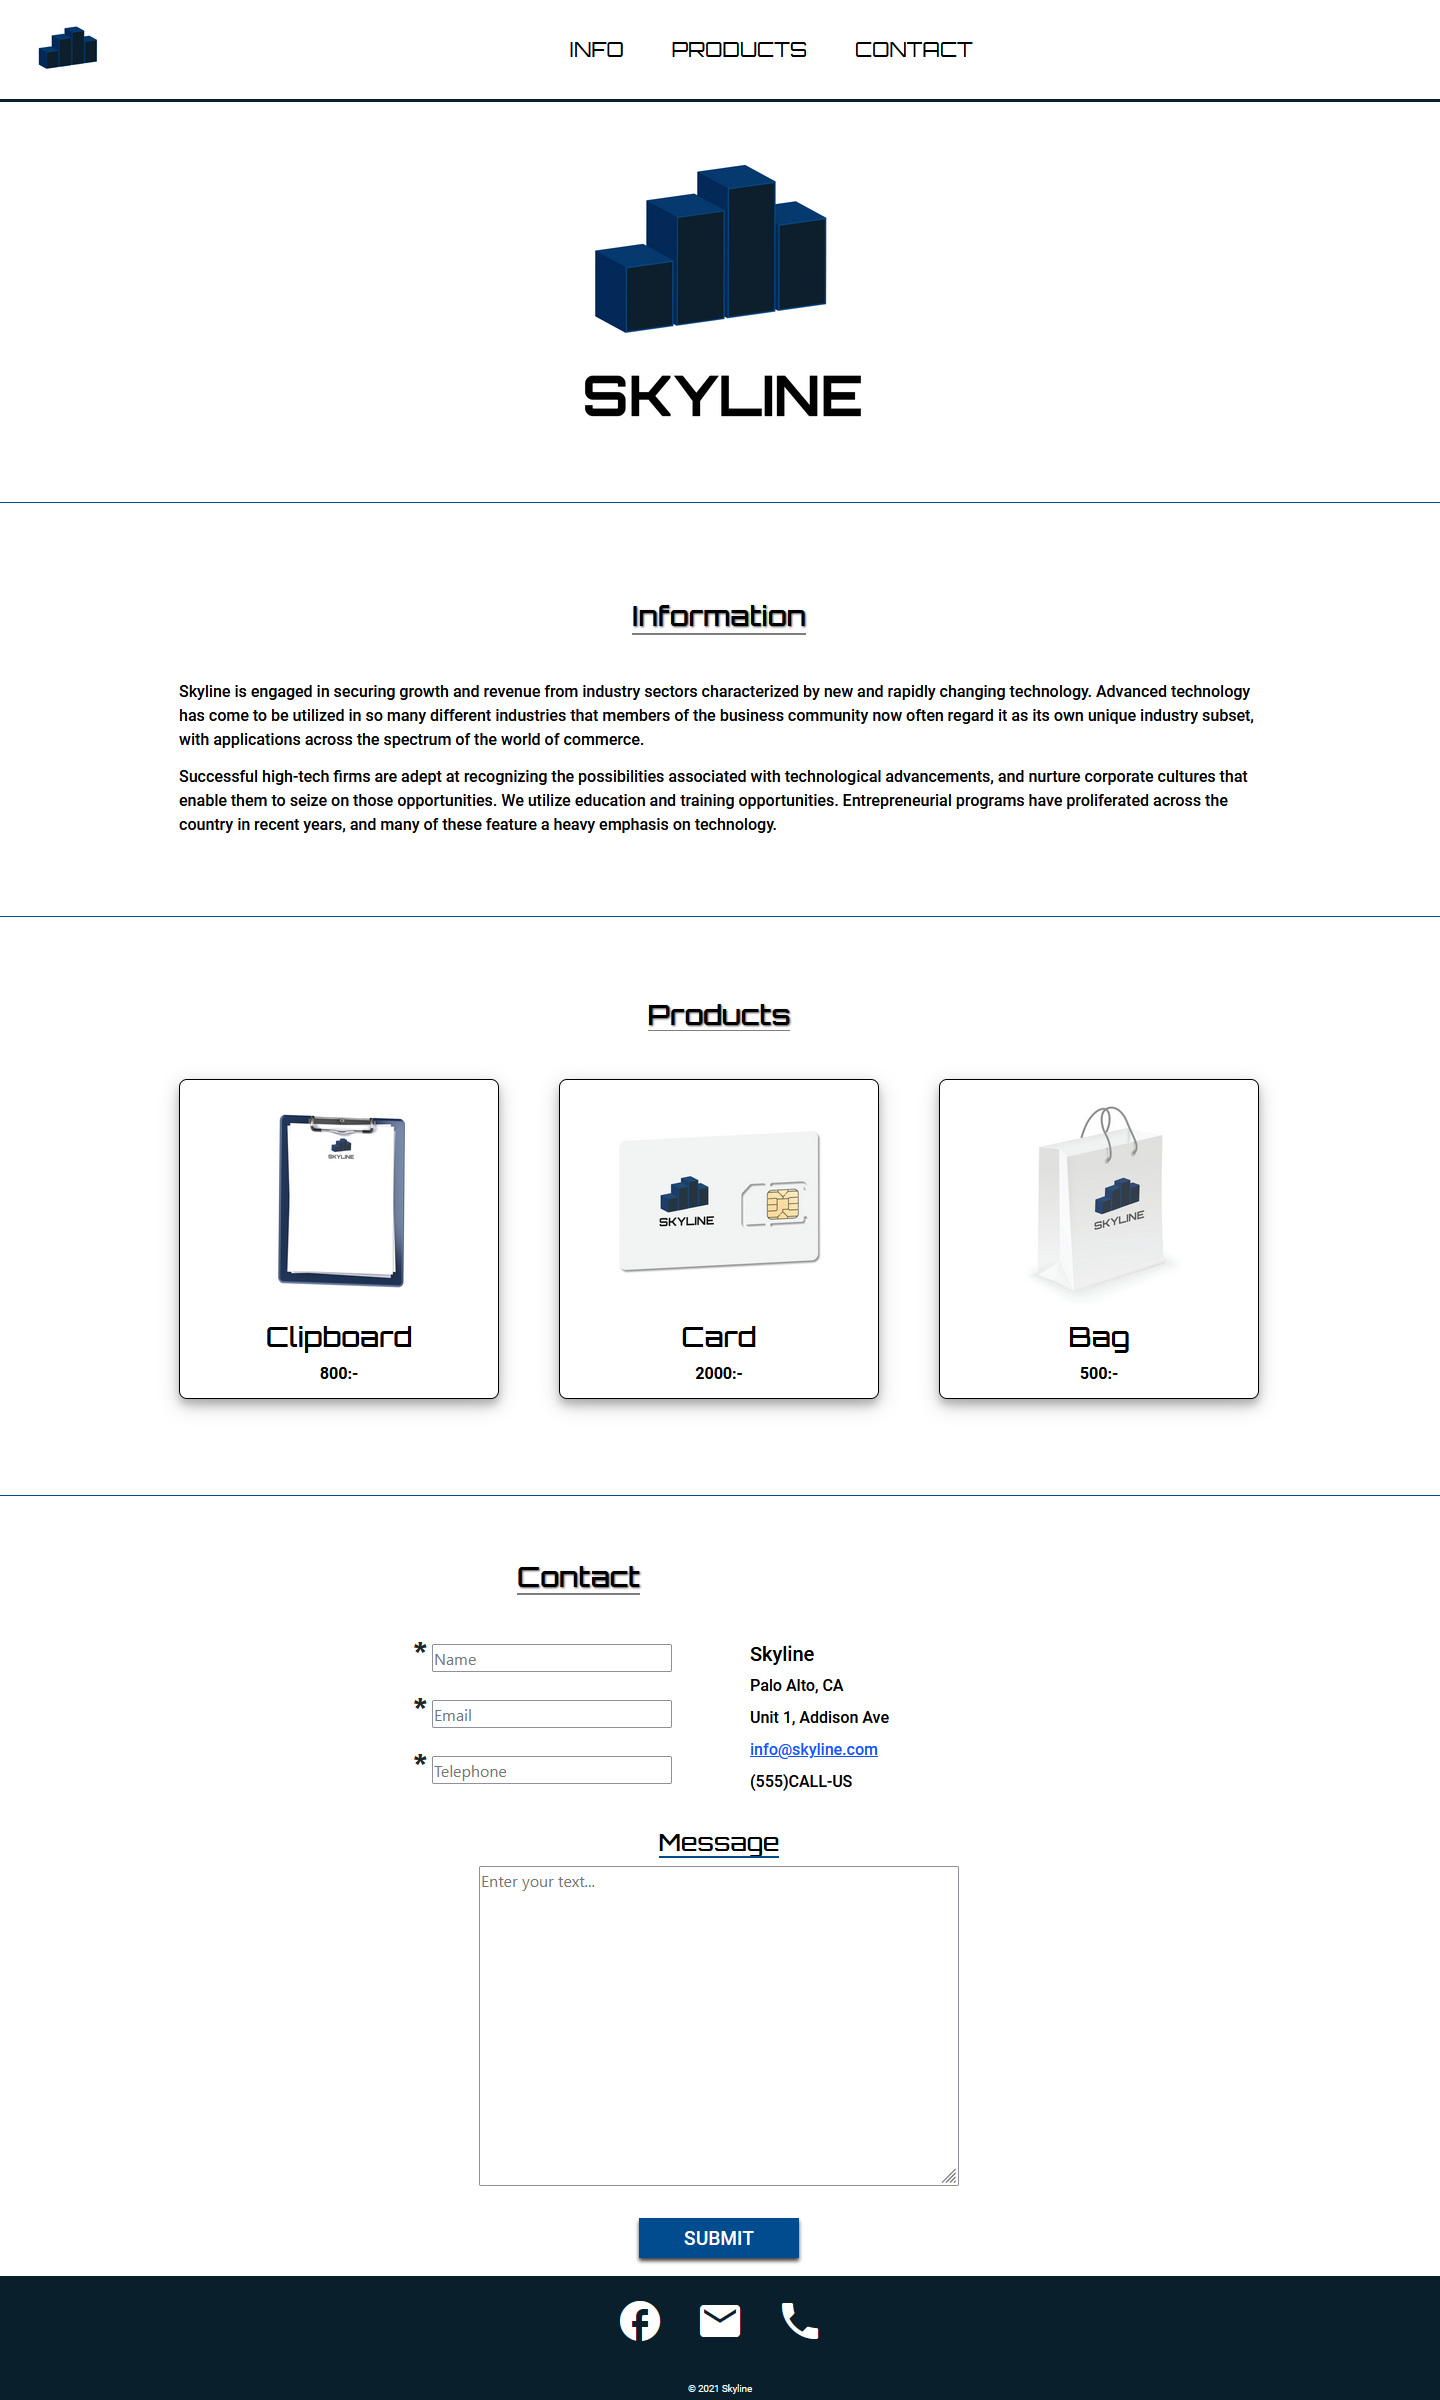 INFO PRODUCTS CONTACT
SKYLINE
Information
Skyline is engaged in securing growth and revenue from industry sectors characterized by new and rapidly changing technology. Advanced technology
has come to be utilized in so many different industries that members of the business community now often regard it as its own unique industry subset,
with applications across the spectrum of the world of commerce.
Successful high-tech firms are adept at recognizing the possibilities associated with technological advancements, and nurture corporate cultures that
enable them to seize on those opportunities. We utilize education and training opportunities. Entrepreneurial programs have proliferated across the
country in recent years, and many of these feature a heavy emphasis on technology.
Products
SKYLINE
Clipboard
800:-
SKYLINE
Card
2000:-
SKYLINE
Bag
500:-
Contact
* Name
* Email
* Telephone
Skyline
Palo Alto, CA
Unit 1, Addison Ave
info@skyline.com
(555)CALL-US
Message
Enter your text...
SUBMIT
© 2021 Skyline